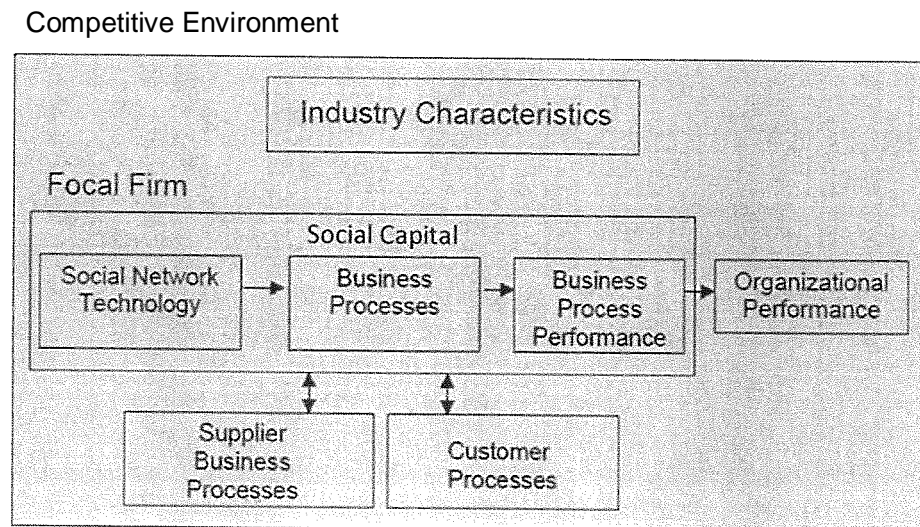 Competitive Environment
Industry Characteristics
Focal Firm
Social Capital
Social Network
Technology
Business
Processes
Business
Process
Performance
Organizational
Performance
Supplier
Business
Processes
Customer
Processes